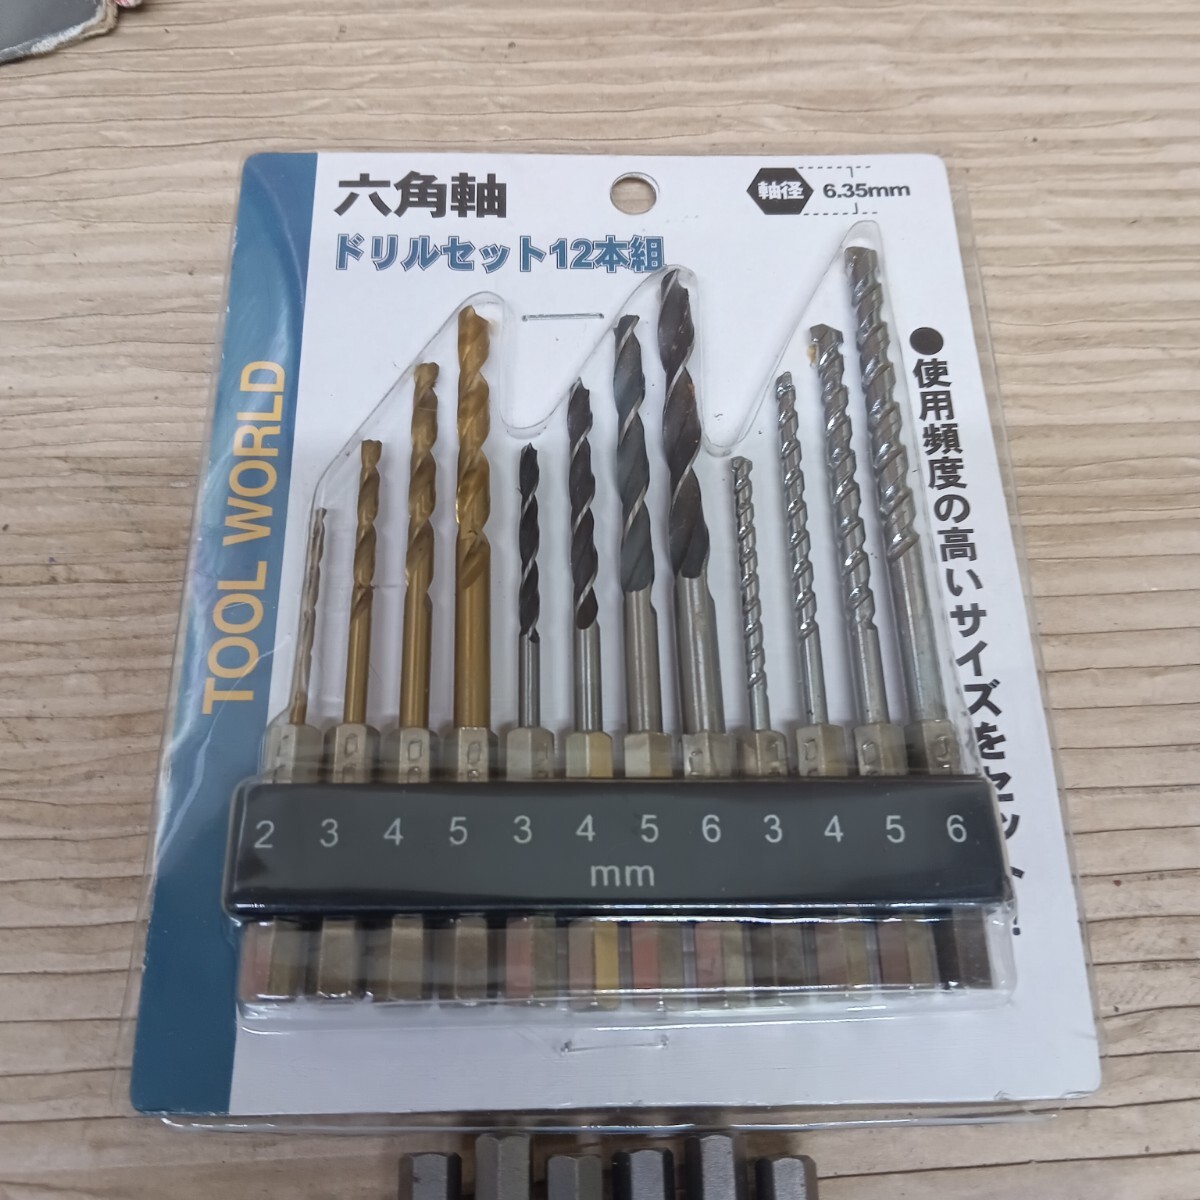 六角軸
ドリルセット12本組
軸径 6.35mm
TOOL WORLD
●使用頻度の高いサイズをセット!
2 3 4 5 3 4 5 6 3 4 5 6
mm